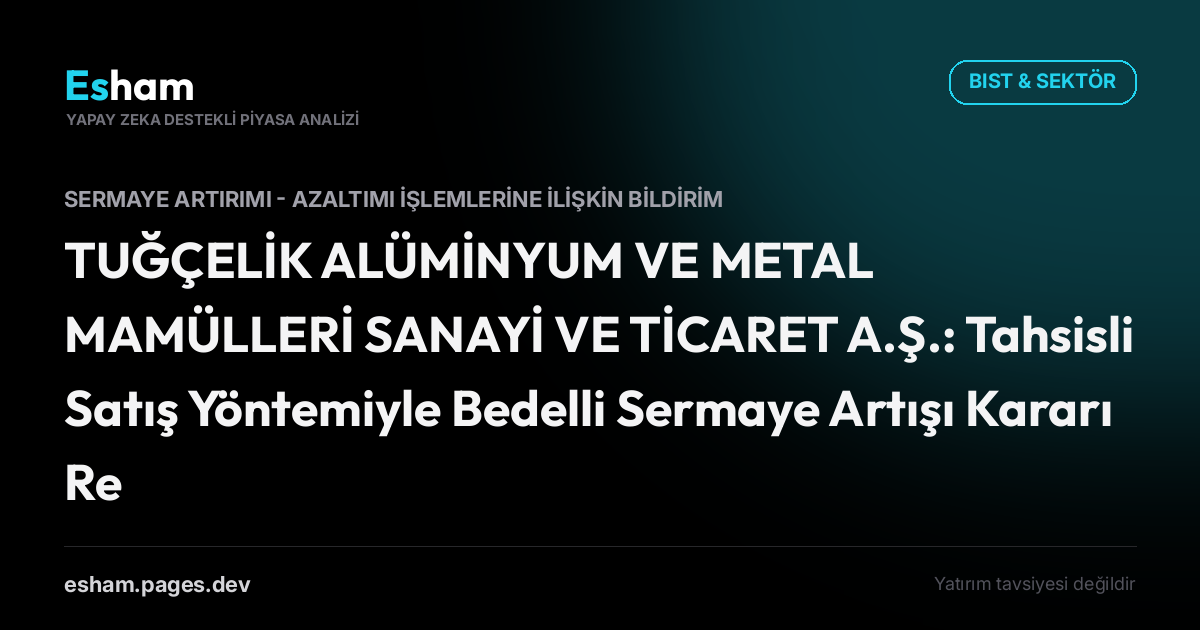 Esham
BIST & SEKTÖR
YAPAY ZEKA DESTEKLİ PİYASA ANALİZİ
SERMAYE ARTIRIMI - AZALTIMI İŞLEMLERİNE İLİŞKİN BİLDİRİM
TUĞÇELİK ALÜMİNYUM VE METAL
MAMÜLLERİ SANAYİ VE TİCARET A.Ş.: Tahsisli
Satış Yöntemiyle Bedelli Sermaye Artışı Kararı
Re
esham.pages.dev
Yatırım tavsiyesi değildir